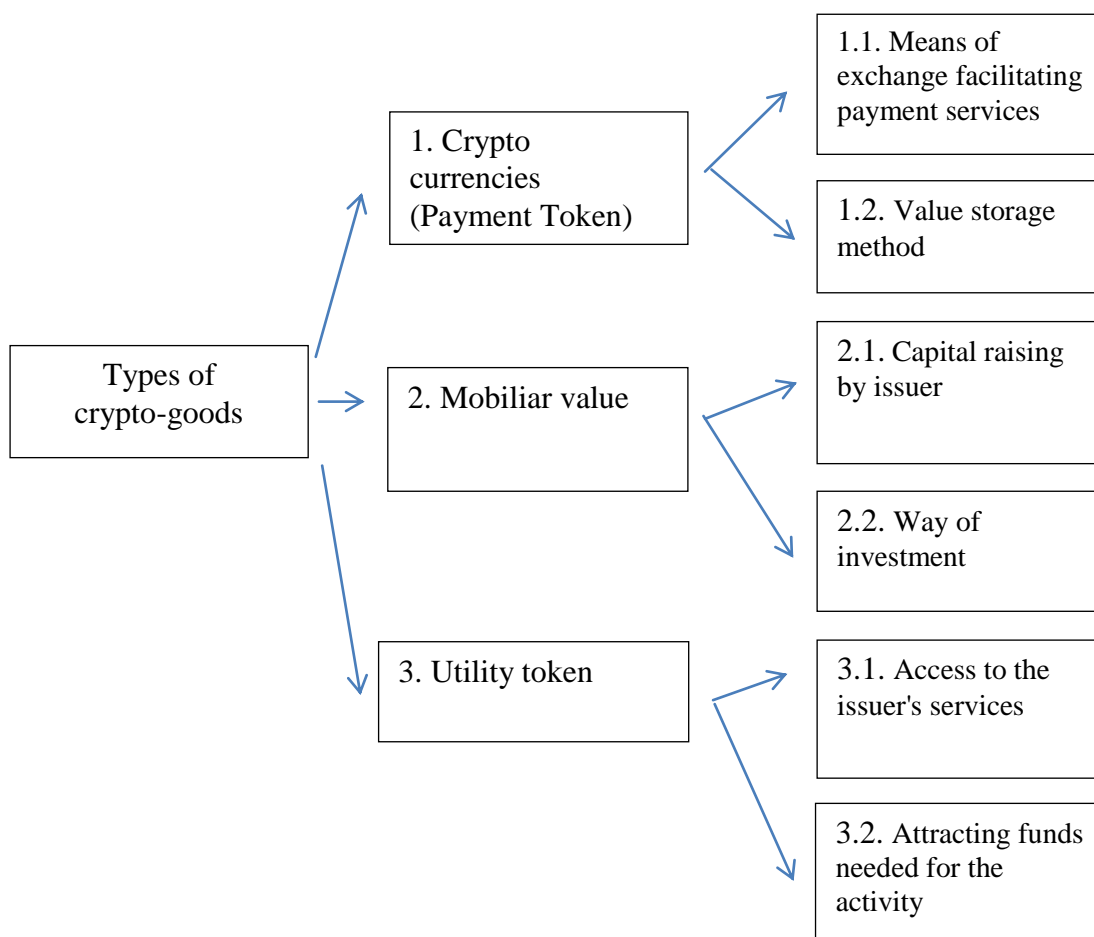 Types of
crypto-goods
1. Crypto
currencies
(Payment Token)
1.1. Means of
exchange facilitating
payment services
1.2. Value storage
method
2. Mobiliar value
2.1. Capital raising
by issuer
2.2. Way of
investment
3. Utility token
3.1. Access to the
issuer's services
3.2. Attracting funds
needed for the
activity